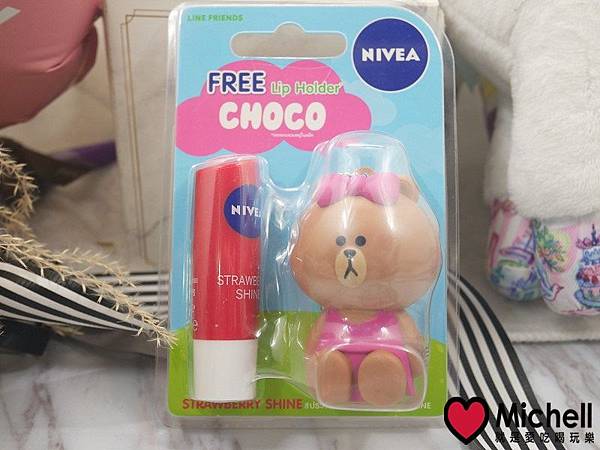 LINE FRIENDS
NIVEA
FREE Lip Holder
CHOCO
NIVEA
STRAWBE
SHINE
STRAWBERRY SHINE
Michell
就是愛吃喝玩樂